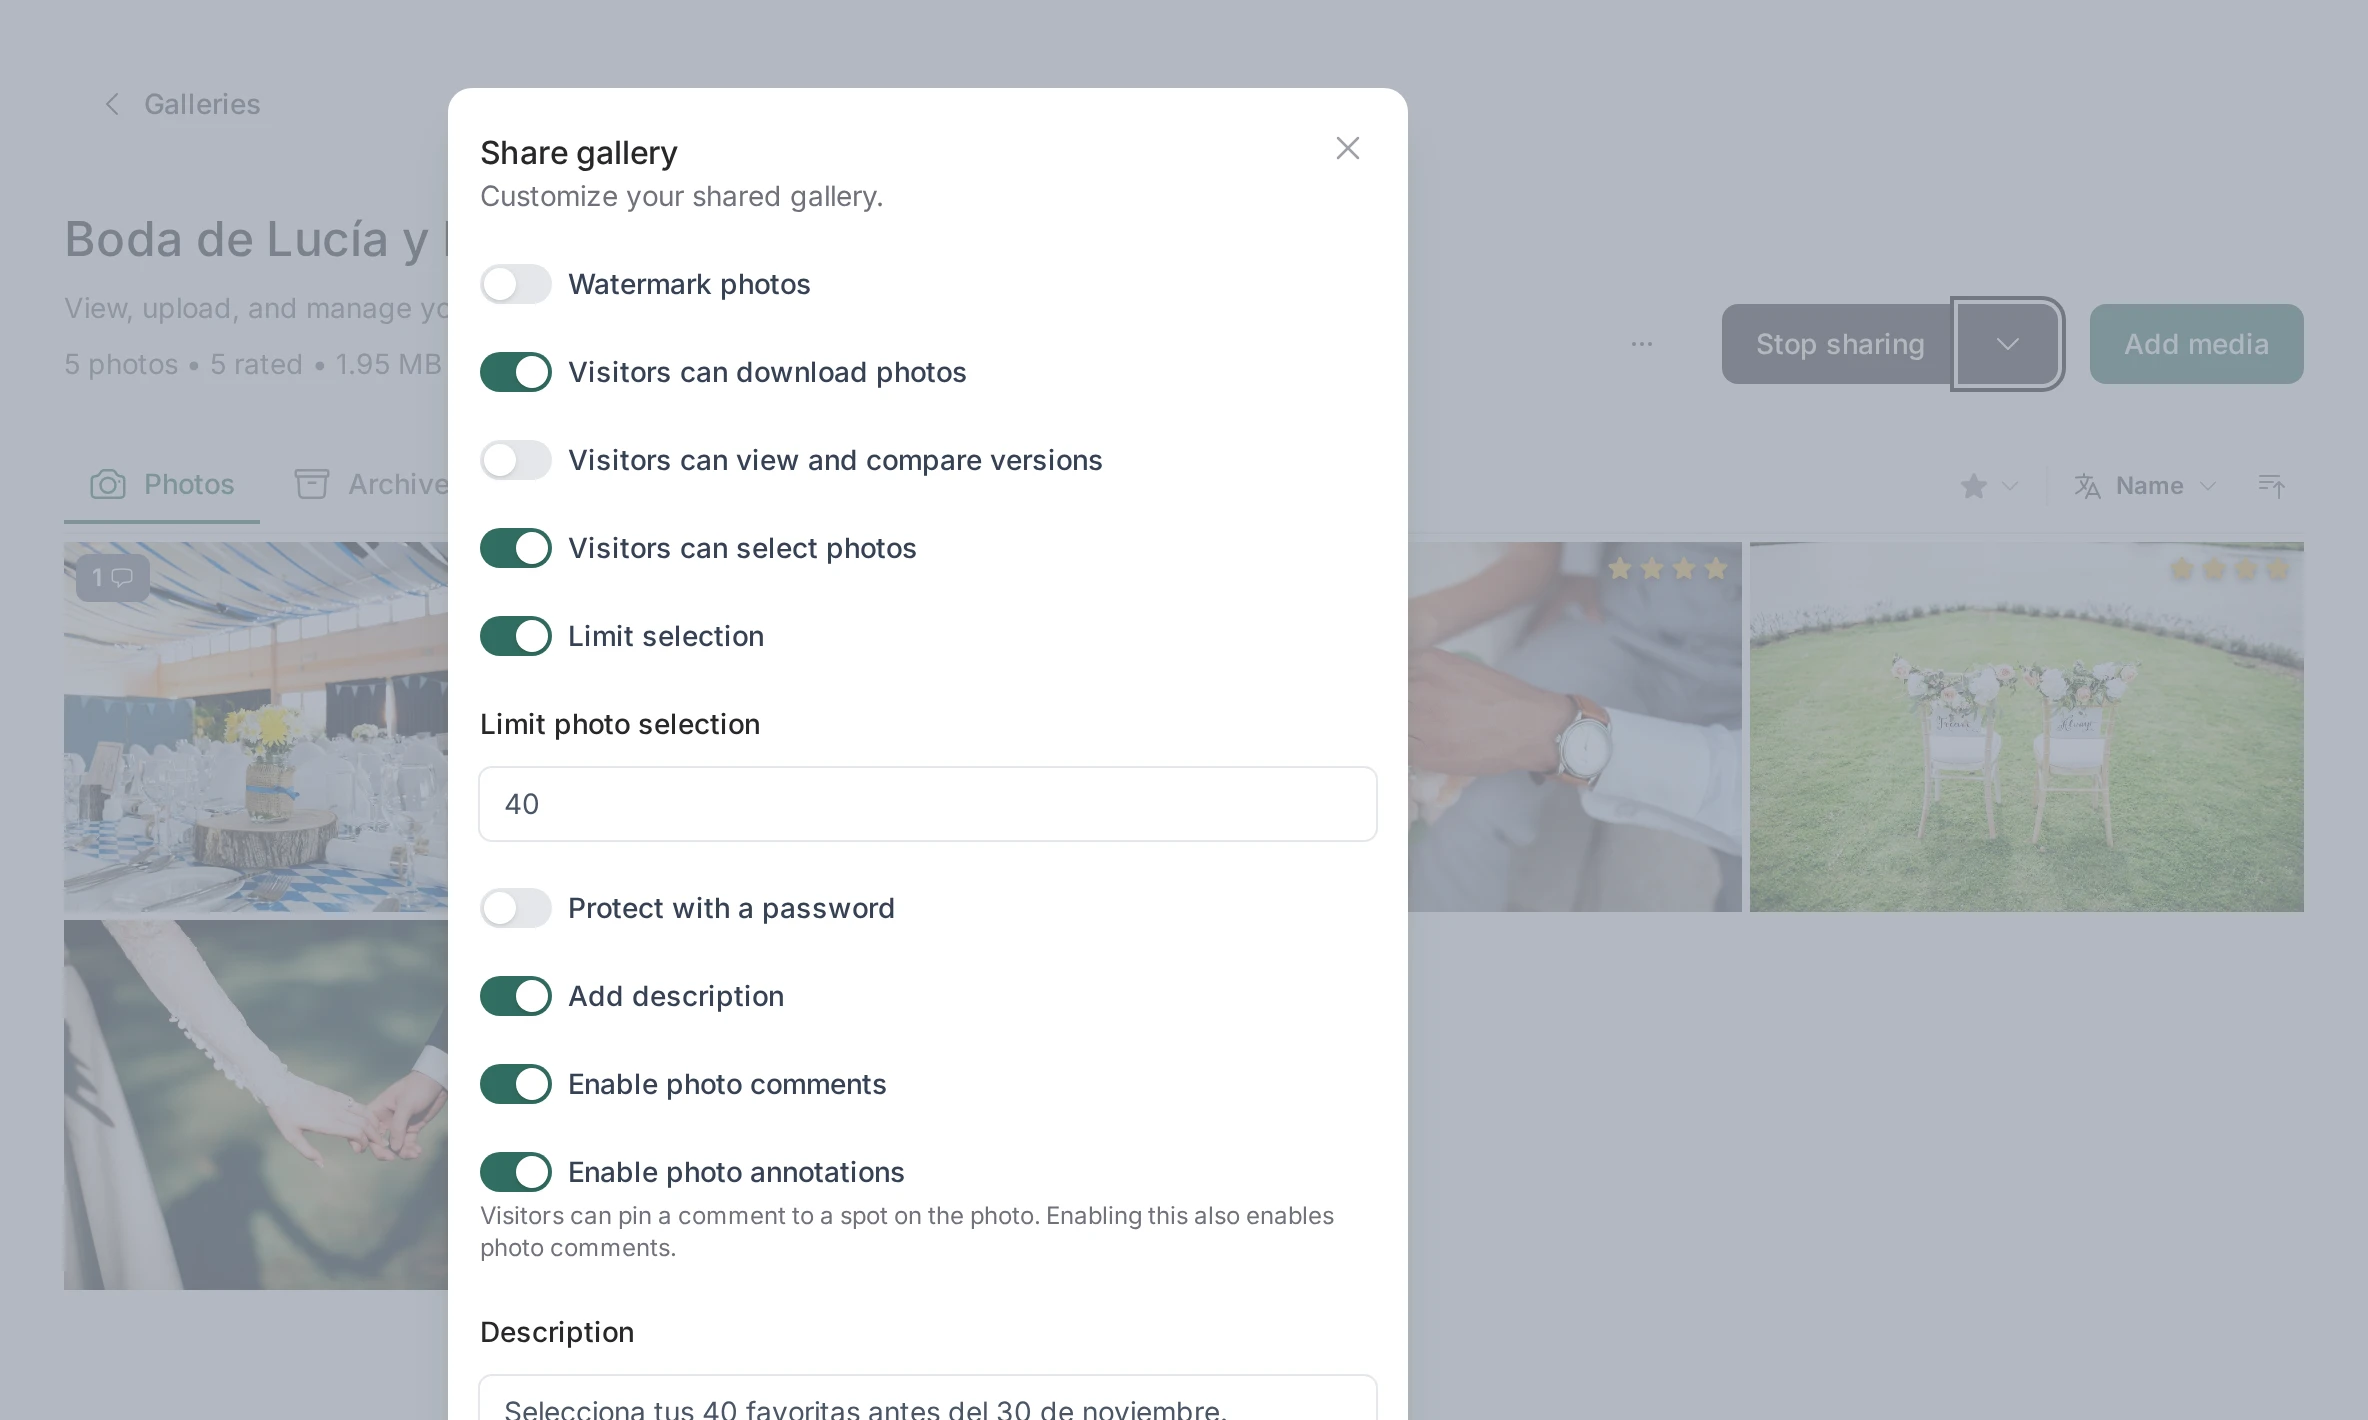 Galleries
Boda de Lucía y
View, upload, and manage
5 photos • 5 rated • 1.95 MB
Stop sharing
Add media
Photos
Archive
Name
1
Share gallery
Customize your shared gallery.
Watermark photos
Visitors can download photos
Visitors can view and compare versions
Visitors can select photos
Limit selection
Limit photo selection
40
Protect with a password
Add description
Enable photo comments
Enable photo annotations
Visitors can pin a comment to a spot on the photo. Enabling this also enables
photo comments.
Description
Selecciona tus 40 favoritas antes del 30 de noviembre.